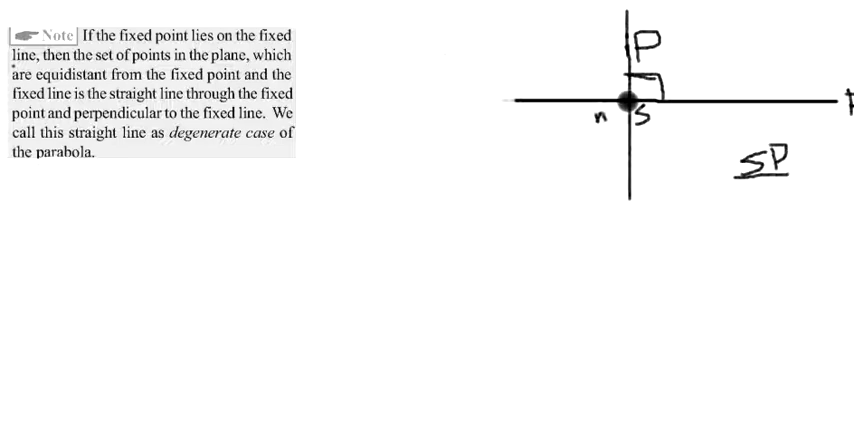 Note If the fixed point lies on the fixed
line, then the set of points in the plane, which
are equidistant from the fixed point and the
fixed line is the straight line through the fixed
point and perpendicular to the fixed line. We
call this straight line as degenerate case of
the parabola.
P
n S
SP